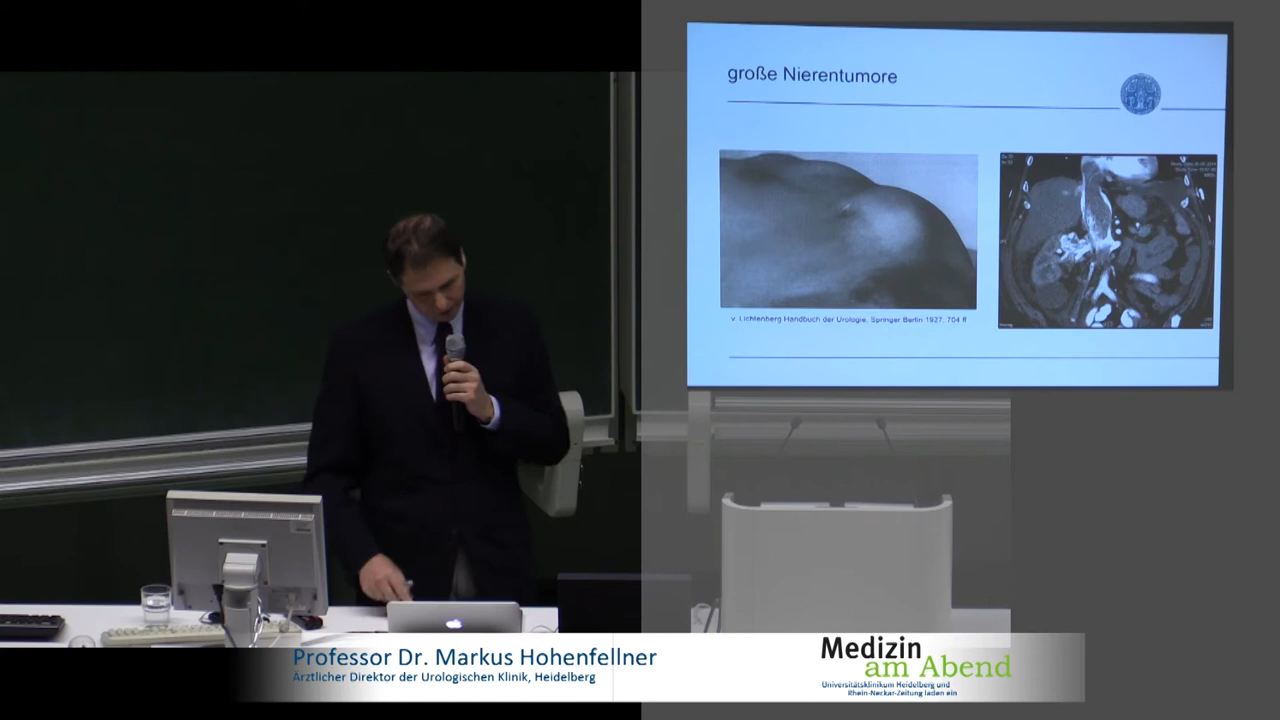 große Nierentumore
v. Lichtenberg Handbuch der Urologie, Springer Berlin 1927: 704 ff
Professor Dr. Markus Hohenfellner
Ärztlicher Direktor der Urologischen Klinik, Heidelberg
Medizin
am Abend
Universitätsklinikum Heidelberg und
Rhein-Neckar-Zeitung laden ein